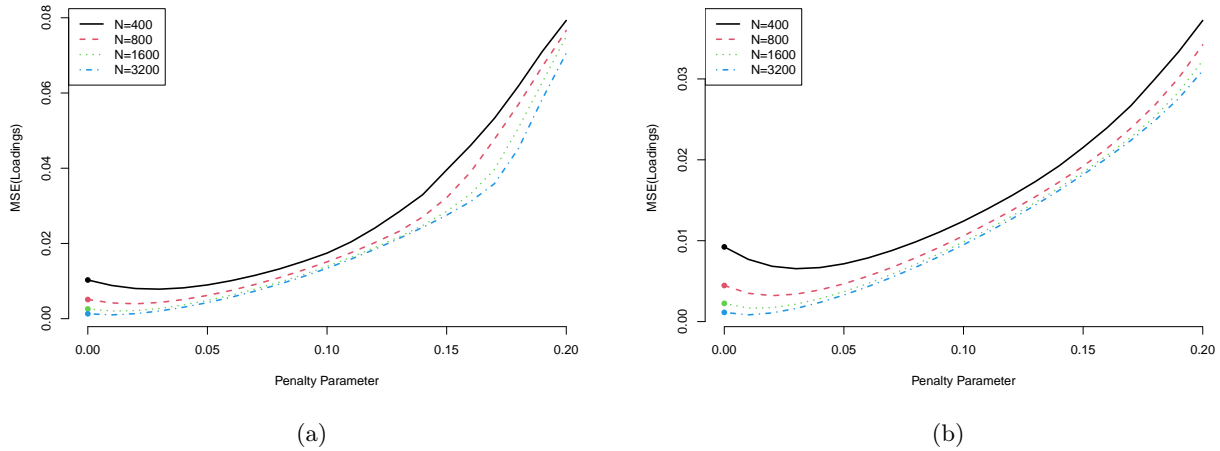 N=400
N=800
N=1600
N=3200
MSE(Loadings)
0.00
0.02
0.04
0.06
0.08
0.00
0.05
0.10
0.15
0.20
Penalty Parameter
(a)
N=400
N=800
N=1600
N=3200
MSE(Loadings)
0.00
0.01
0.02
0.03
0.00
0.05
0.10
0.15
0.20
Penalty Parameter
(b)